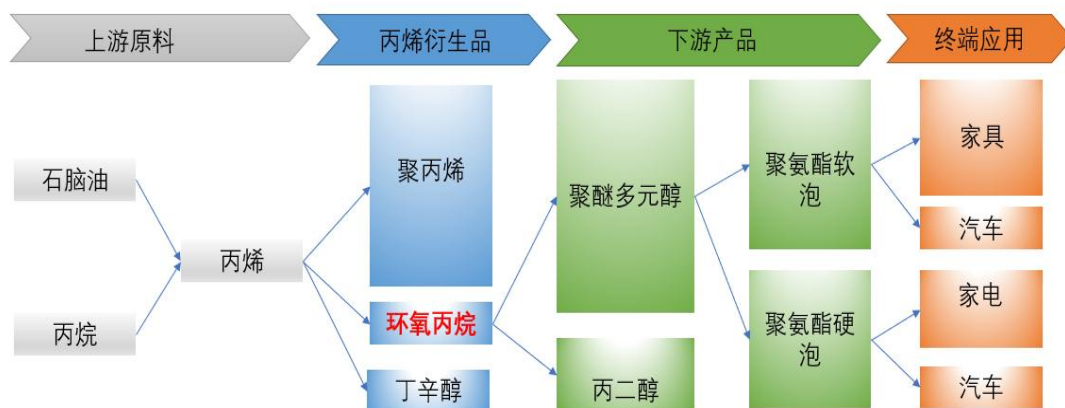 上游原料
丙烯衍生品
下游产品
终端应用
石脑油
丙烷
丙烯
聚丙烯
环氧丙烷
丁辛醇
聚醚多元醇
丙二醇
聚氨酯软
泡
聚氨酯硬
泡
家具
汽车
家电
汽车